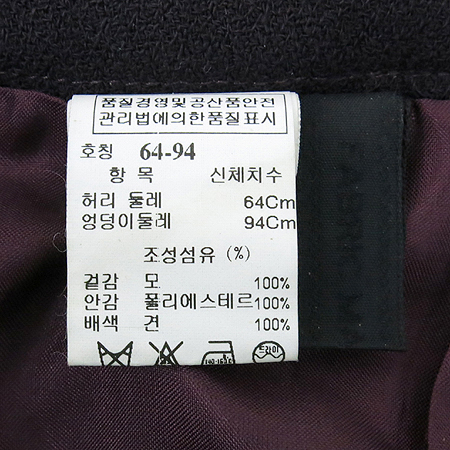 품질경영및공산품안전
관리법에의한품질표시
호칭 64-94
항 목 신체치수
허리 둘레 64Cm
엉덩이둘레 94Cm
조성섬유 (%)
겉감 모 100%
안감 폴리에스테르 100%
배색 견 100%
드라이